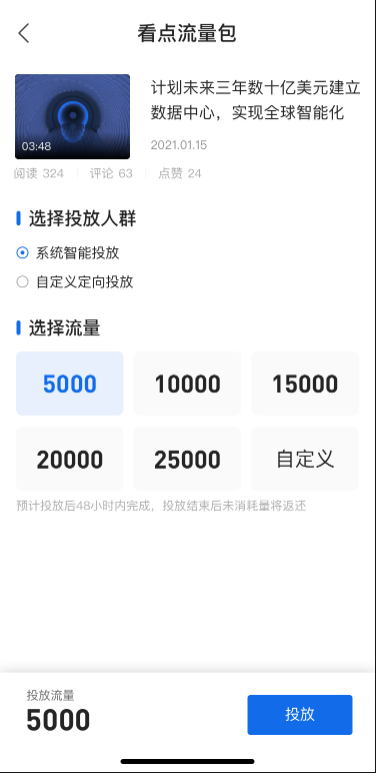 看点流量包
计划未来三年数十亿美元建立
数据中心，实现全球智能化
03:48
2021.01.15
阅读 324 评论 63 点赞 24
选择投放人群
系统智能投放
自定义定向投放
选择流量
5000 10000 15000
20000 25000 自定义
预计投放后48小时内完成，投放结束后未消耗量将返还
投放流量
5000
投放